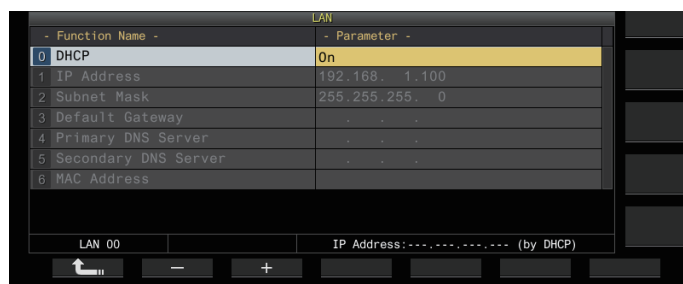 LAN
- Function Name - - Parameter -
0 DHCP On
1 IP Address 192.168. 1.100
2 Subnet Mask 255.255.255. 0
3 Default Gateway . . .
4 Primary DNS Server . . .
5 Secondary DNS Server . . .
6 MAC Address
LAN 00 IP Address:---.---.---.--- (by DHCP)
− +